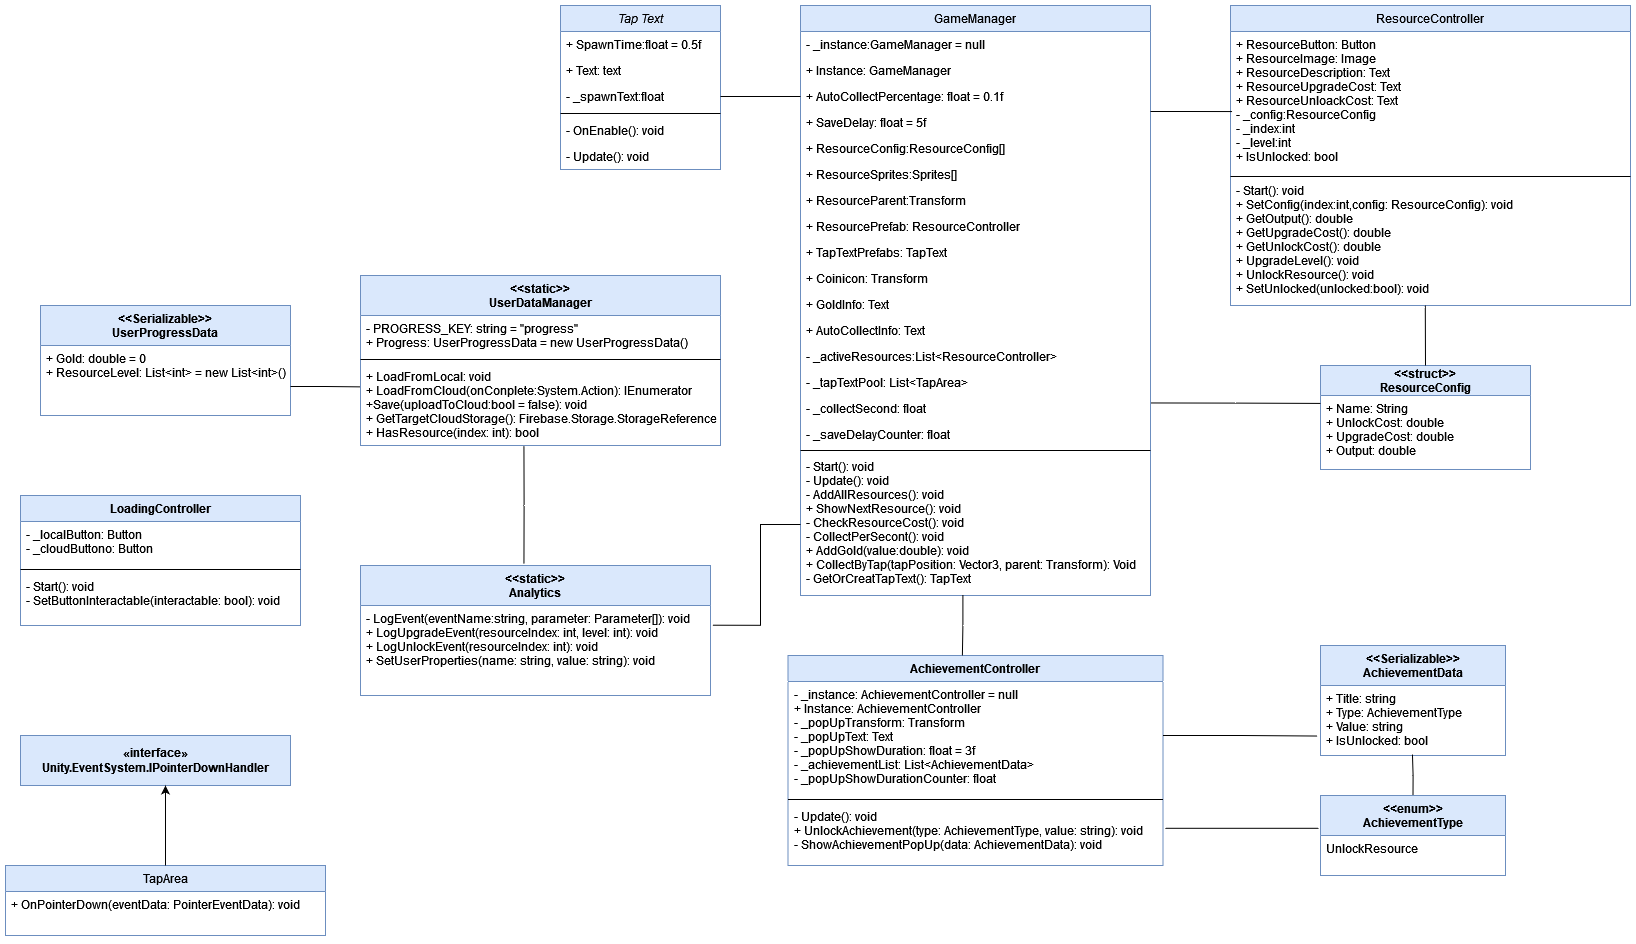 Tap Text
+ SpawnTime:float = 0.5f
+ Text: text
- _spawnText:float
- OnEnable(): void
- Update(): void
GameManager
- _instance:GameManager = null
+ Instance: GameManager
+ AutoCollectPercentage: float = 0.1f
+ SaveDelay: float = 5f
+ ResourceConfig:ResourceConfig[]
+ ResourceSprites:Sprites[]
+ ResourceParent:Transform
+ ResourcePrefab: ResourceController
+ TapTextPrefabs: TapText
+ Coinicon: Transform
+ GoldInfo: Text
+ AutoCollectInfo: Text
- _activeResources:List<ResourceController>
- _tapTextPool: List<TapArea>
- _collectSecond: float
- _saveDelayCounter: float
- Start(): void
- Update(): void
- AddAllResources(): void
+ ShowNextResource(): void
- CheckResourceCost(): void
- CollectPerSecont(): void
+ AddGold(value:double): void
+ CollectByTap(tapPosition: Vector3, parent: Transform): Void
- GetOrCreatTapText(): TapText
ResourceController
+ ResourceButton: Button
+ ResourceImage: Image
+ ResourceDescription: Text
+ ResourceUpgradeCost: Text
+ ResourceUnloackCost: Text
- _config:ResourceConfig
- _index:int
- _level:int
+ IsUnlocked: bool
- Start(): void
+ SetConfig(index:int,config: ResourceConfig): void
+ GetOutput(): double
+ GetUpgradeCost(): double
+ GetUnlockCost(): double
+ UpgradeLevel(): void
+ UnlockResource(): void
+ SetUnlocked(unlocked:bool): void
<<Serializable>>
UserProgressData
+ Gold: double = 0
+ ResourceLevel: List<int> = new List<int>()
<<static>>
UserDataManager
- PROGRESS_KEY: string = "progress"
+ Progress: UserProgressData = new UserProgressData()
+ LoadFromLocal: void
+ LoadFromCloud(onConplete:System.Action): IEnumerator
+Save(uploadToCloud:bool = false): void
+ GetTargetCloudStorage(): Firebase.Storage.StorageReference
+ HasResource(index: int): bool
<<struct>>
ResourceConfig
+ Name: String
+ UnlockCost: double
+ UpgradeCost: double
+ Output: double
LoadingController
- _localButton: Button
- _cloudButtono: Button
- Start(): void
- SetButtonInteractable(interactable: bool): void
<<static>>
Analytics
- LogEvent(eventName:string, parameter: Parameter[]): void
+ LogUpgradeEvent(resourceIndex: int, level: int): void
+ LogUnlockEvent(resourceIndex: int): void
+ SetUserProperties(name: string, value: string): void
AchievementController
- _instance: AchievementController = null
+ Instance: AchievementController
- _popUpTransform: Transform
- _popUpText: Text
- _popUpShowDuration: float = 3f
- _achievementList: List<AchievementData>
- _popUpShowDurationCounter: float
- Update(): void
+ UnlockAchievement(type: AchievementType, value: string): void
- ShowAchievementPopUp(data: AchievementData): void
<<Serializable>>
AchievementData
+ Title: string
+ Type: AchievementType
+ Value: string
+ IsUnlocked: bool
<<enum>>
AchievementType
UnlockResource
«interface»
Unity.EventSystem.IPointerDownHandler
TapArea
+ OnPointerDown(eventData: PointerEventData): void